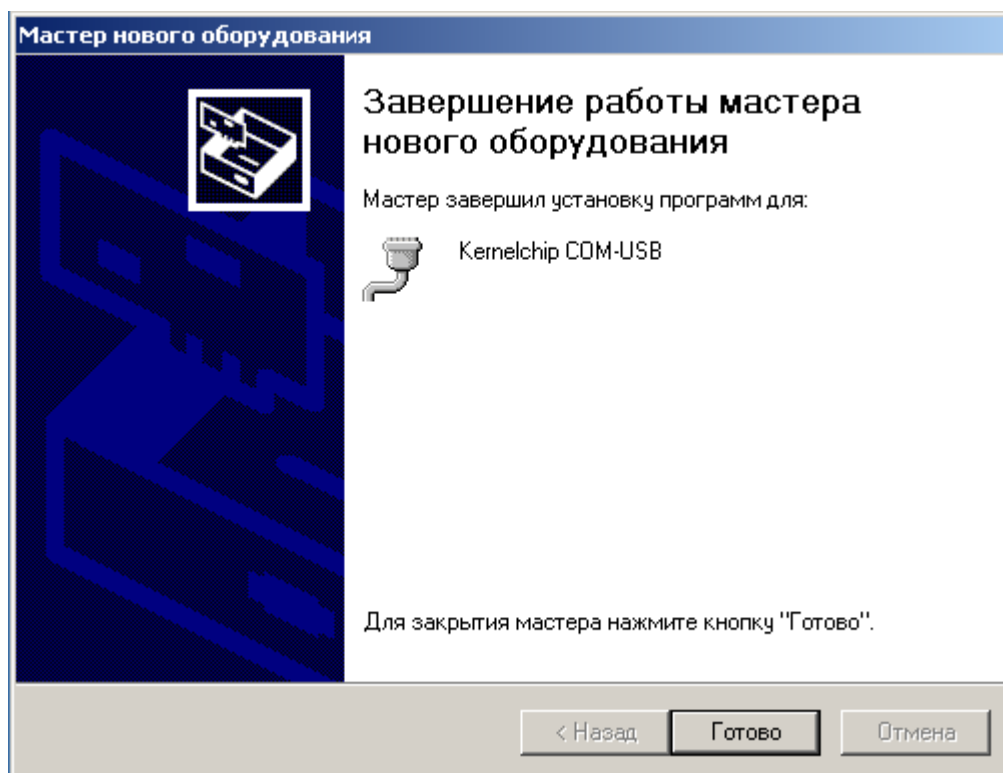 Мастер нового оборудования
Завершение работы мастера
нового оборудования
Мастер завершил установку программ для:
Kernelchip COM-USB
Для закрытия мастера нажмите кнопку "Готово".
< Назад
Готово
Отмена